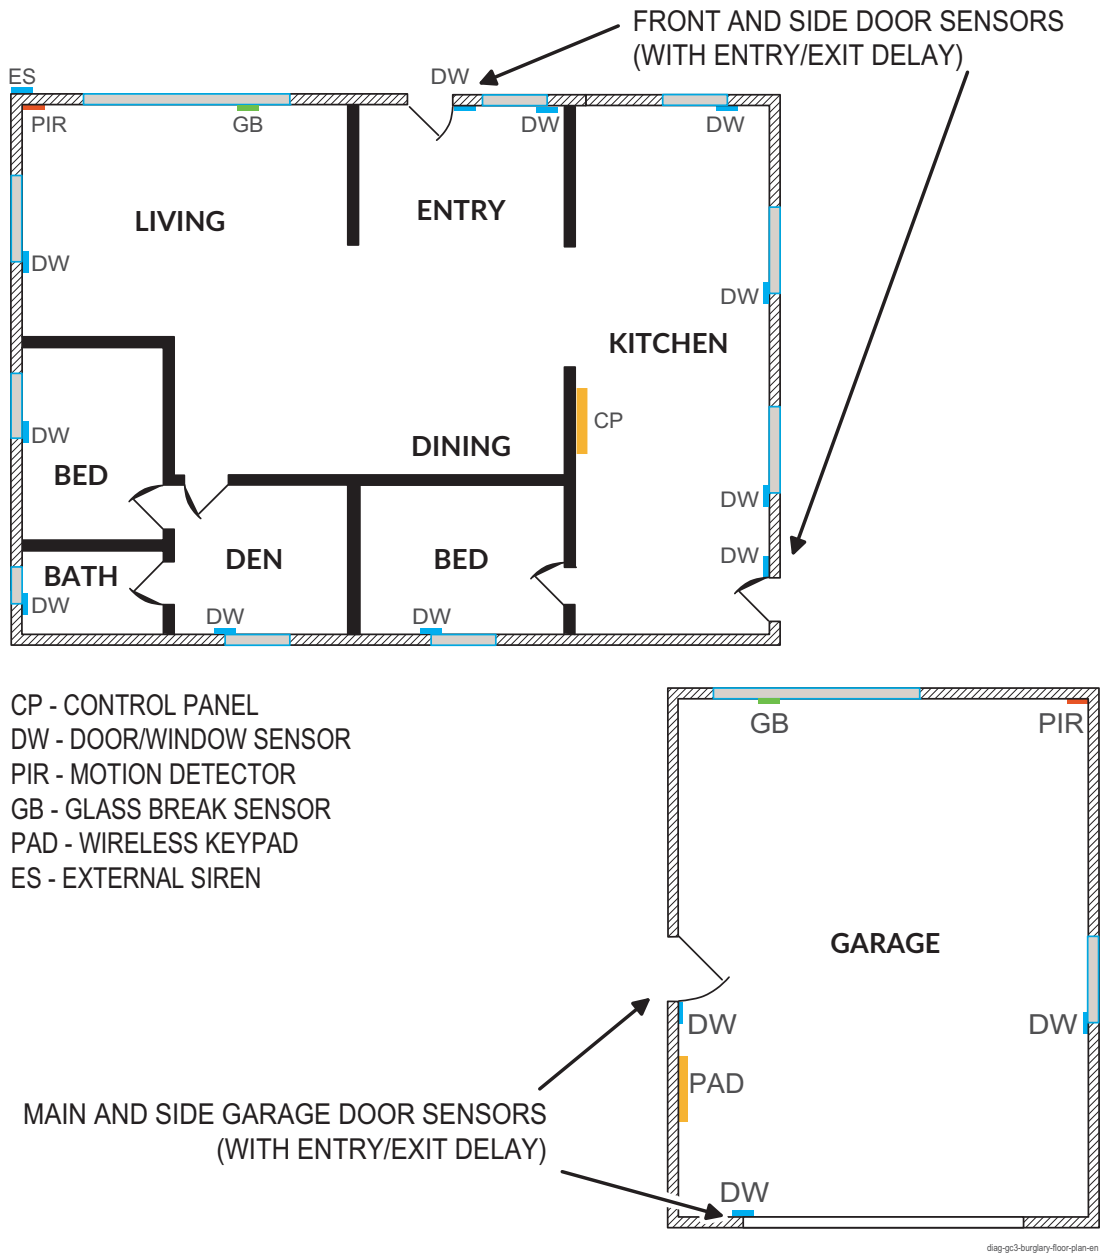 FRONT AND SIDE DOOR SENSORS
(WITH ENTRY/EXIT DELAY)
ES
DW
PIR
GB
DW
DW
LIVING
ENTRY
DW
DW
KITCHEN
CP
DW
DINING
BED
DW
DW
DEN
BED
BATH
DW
DW
DW
CP - CONTROL PANEL
DW - DOOR/WINDOW SENSOR
PIR - MOTION DETECTOR
GB - GLASS BREAK SENSOR
PAD - WIRELESS KEYPAD
ES - EXTERNAL SIREN
GB
PIR
GARAGE
DW
DW
PAD
MAIN AND SIDE GARAGE DOOR SENSORS
(WITH ENTRY/EXIT DELAY)
DW
diag-gc3-burglary-floor-plan-en